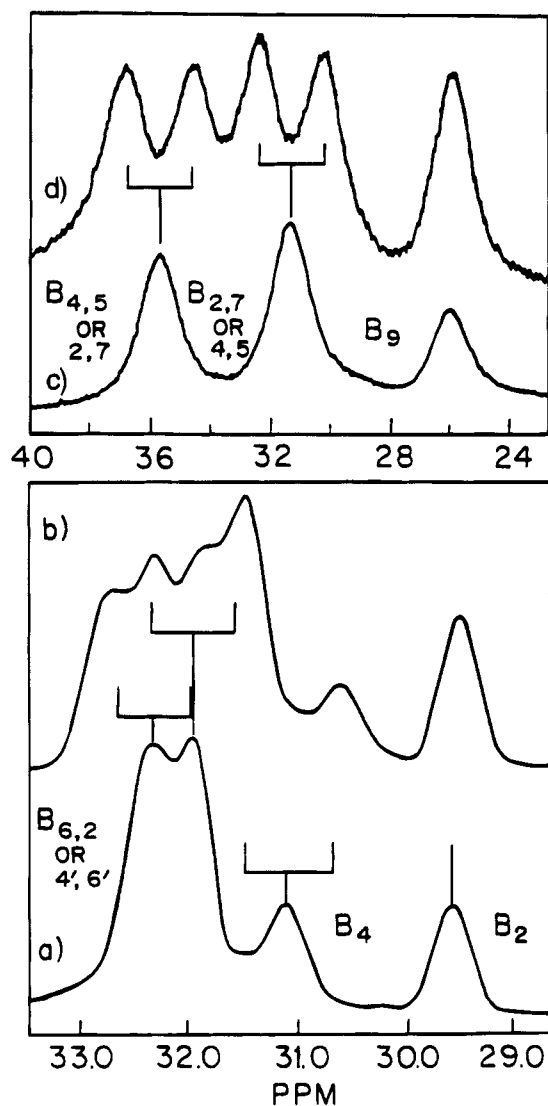 d)
B4,5
OR
2,7
B2,7
OR
4,5
B9
c)
40 36 32 28 24
b)
B6,2
OR
4',6'
B4
B2
a)
33.0 32.0 31.0 30.0 29.0
PPM